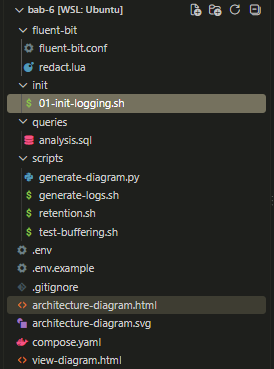 bab-6 [WSL: Ubuntu]
fluent-bit
fluent-bit.conf
redact.lua
init
$ 01-init-logging.sh
queries
analysis.sql
scripts
generate-diagram.py
$ generate-logs.sh
$ retention.sh
$ test-buffering.sh
.env
.env.example
.gitignore
<> architecture-diagram.html
architecture-diagram.svg
compose.yaml
<> view-diagram.html